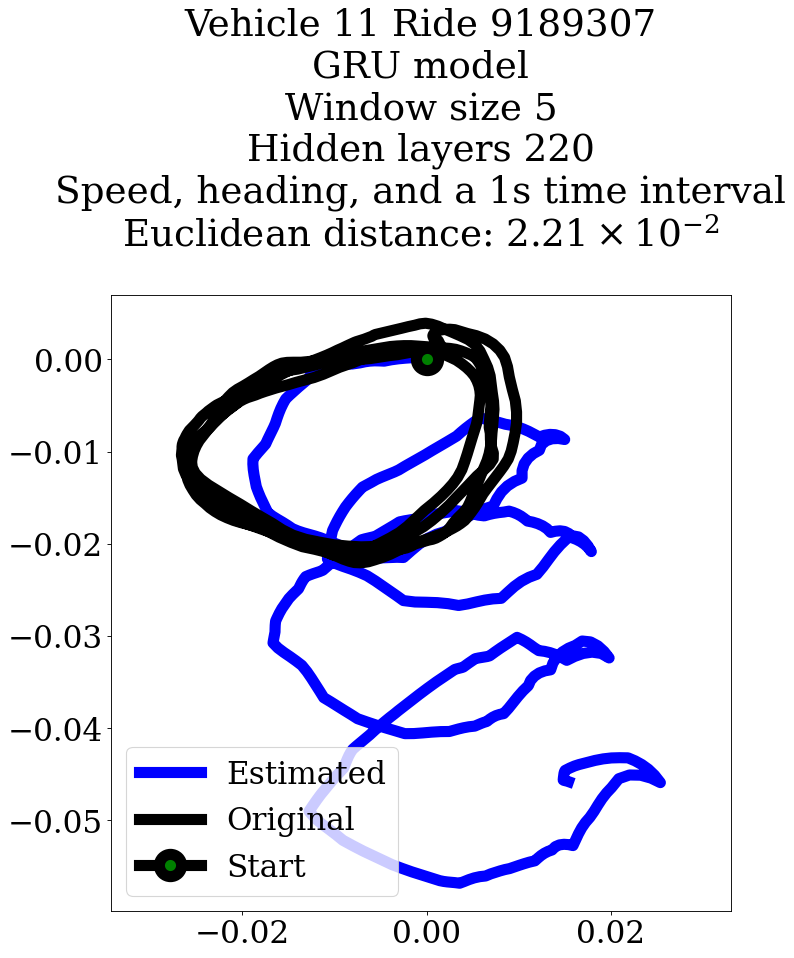 Vehicle 11 Ride 9189307
GRU model
Window size 5
Hidden layers 220
Speed, heading, and a 1s time interval
Euclidean distance: 2.21 × 10⁻²
0.00
−0.01
−0.02
−0.03
−0.04
−0.05
Estimated
Original
Start
−0.02 0.00 0.02